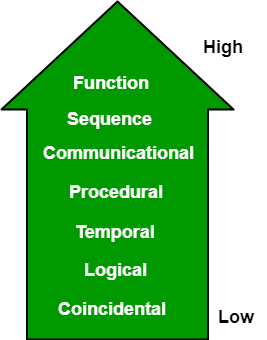 High
Function
Sequence
Communicational
Procedural
Temporal
Logical
Coincidental
Low